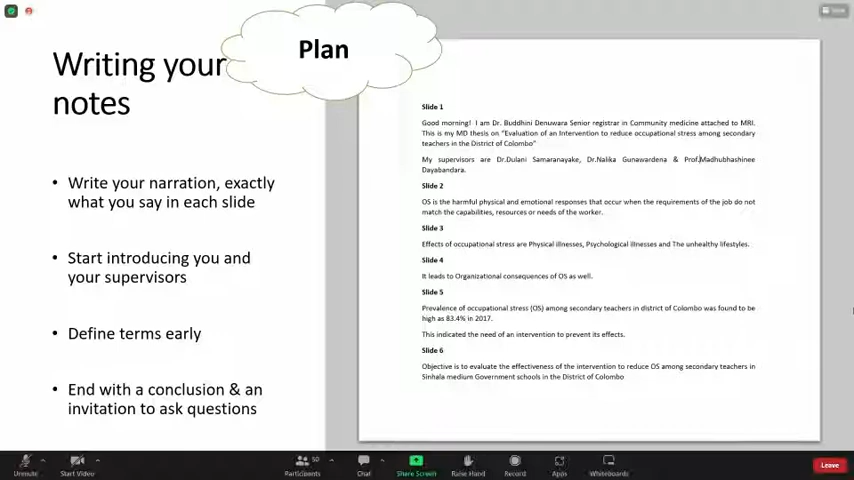 Plan
Writing your
notes
• Write your narration, exactly
what you say in each slide
• Start introducing you and
your supervisors
• Define terms early
• End with a conclusion & an
invitation to ask questions
Slide 1
Good morning! I am Dr. Buddhini Denuwara Senior registrar in Community medicine attached to MRI.
This is my MD thesis on "Evaluation of an Intervention to reduce occupational stress among secondary
teachers in the District of Colombo"
My supervisors are Dr.Dulani Samaranayake, Dr.Nalika Gunawardena & Prof.Madhubhashinee
Dayabandara.
Slide 2
OS is the harmful physical and emotional responses that occur when the requirements of the job do not
match the capabilities, resources or needs of the worker.
Slide 3
Effects of occupational stress are Physical illnesses, Psychological illnesses and The unhealthy lifestyles.
Slide 4
It leads to Organizational consequences of OS as well.
Slide 5
Prevalence of occupational stress (OS) among secondary teachers in district of Colombo was found to be
high as 83.4% in 2017.
This indicated the need of an intervention to prevent its effects.
Slide 6
Objective is to evaluate the effectiveness of the intervention to reduce OS among secondary teachers in
Sinhala medium Government schools in the District of Colombo
View
Unmute
Start Video
Participants
50
Chat
Share Screen
Raise Hand
Record
Apps
Whiteboards
Leave